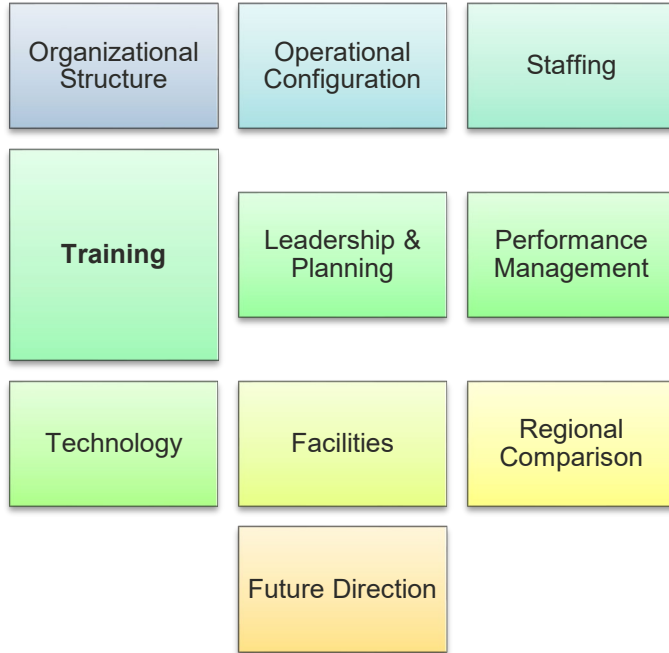 Organizational
Structure
Operational
Configuration
Staffing
Training
Leadership &
Planning
Performance
Management
Technology
Facilities
Regional
Comparison
Future Direction